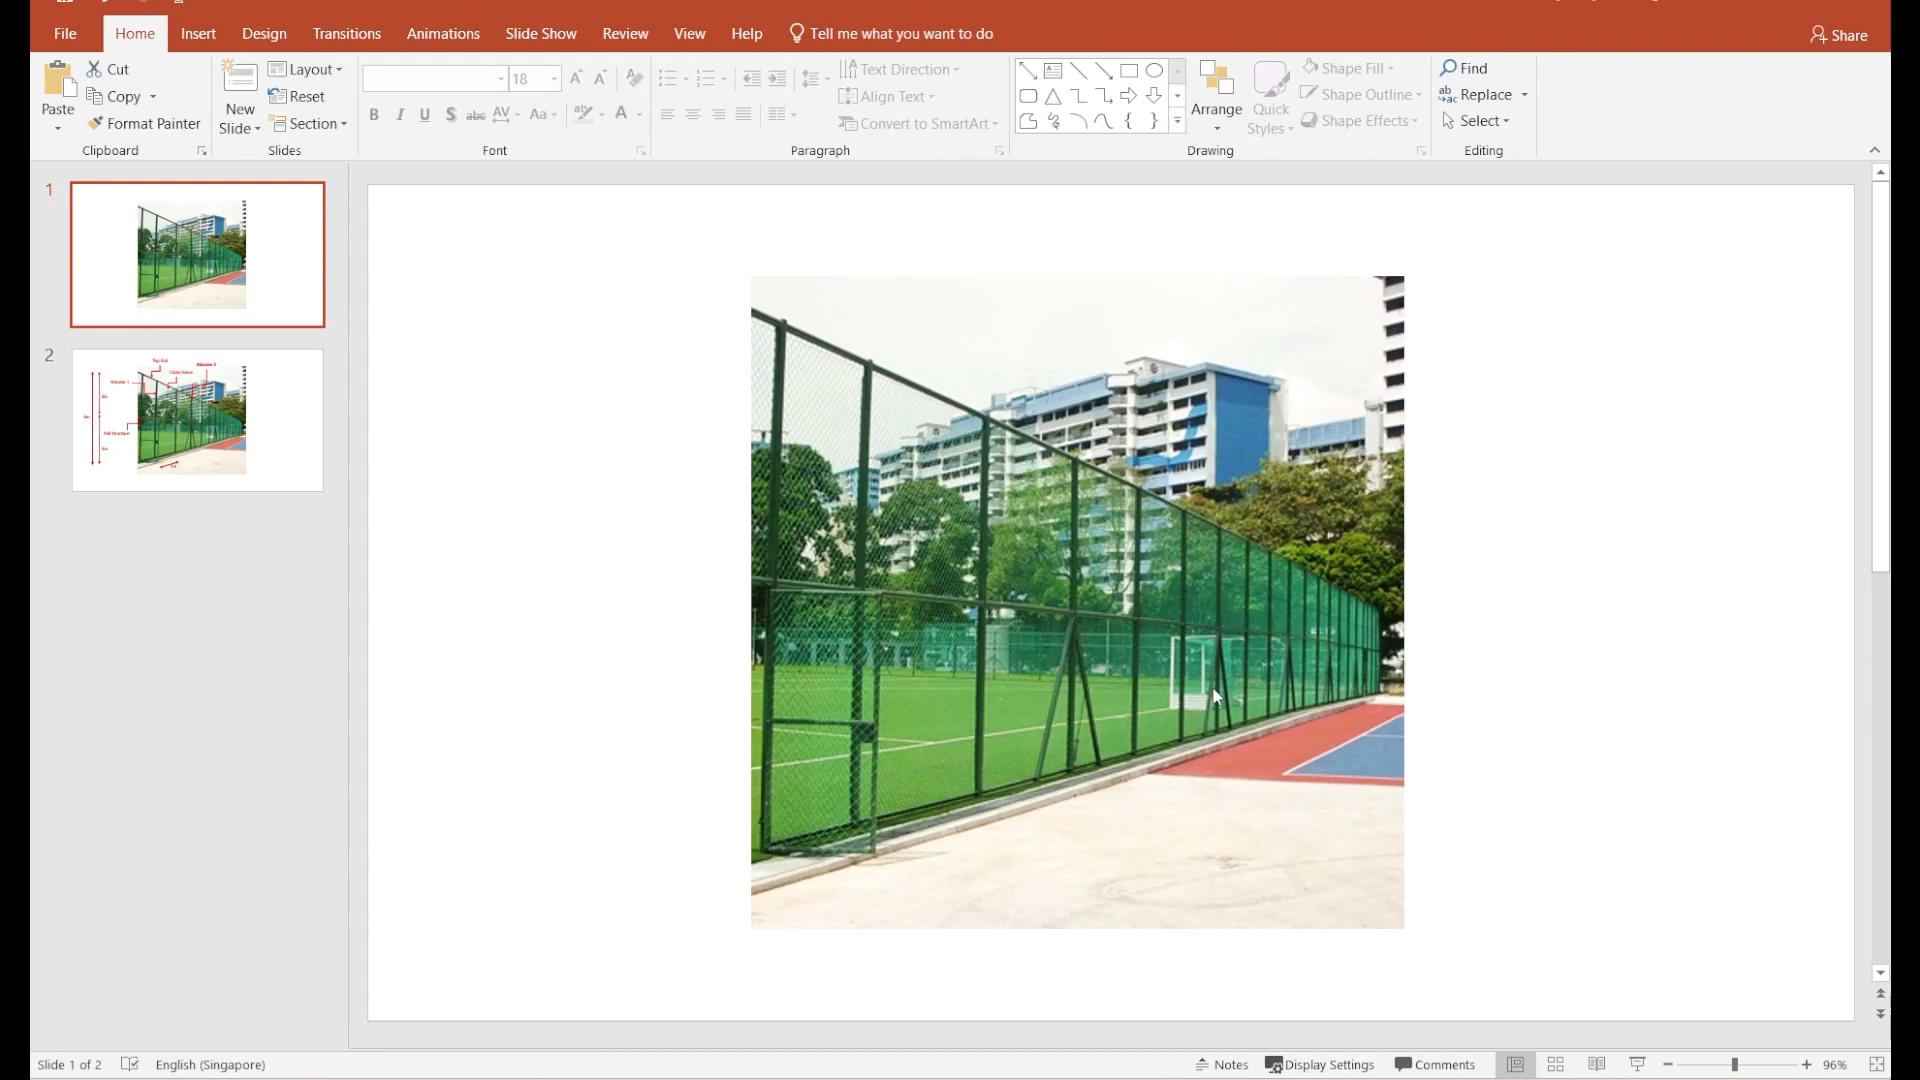 File Home Insert Design Transitions Animations Slide Show Review View Help Tell me what you want to do Share
Paste
Cut
Copy
Format Painter
Clipboard
New
Slide
Layout
Reset
Section
Slides
18
B I U S abc AV Aa A
Font
Text Direction
Align Text
Convert to SmartArt
Paragraph
Arrange
Quick
Styles
Shape Fill
Shape Outline
Shape Effects
Drawing
Find
Replace
Select
Editing
1
2
Slide 1 of 2 English (Singapore) Notes Display Settings Comments 96%